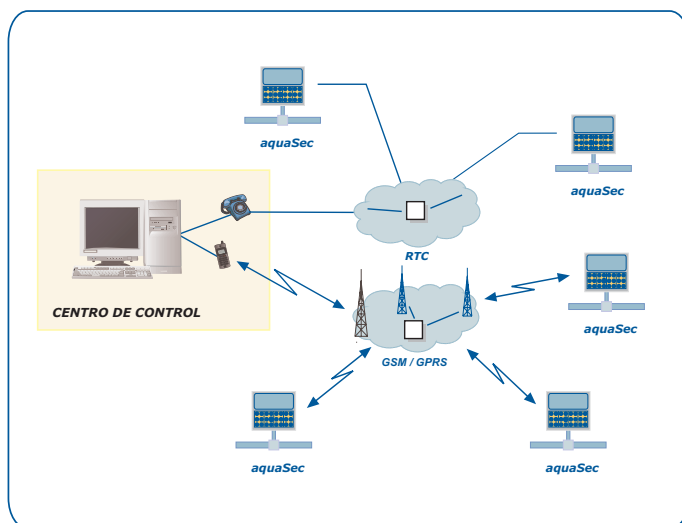 aquaSec
aquaSec
RTC
CENTRO DE CONTROL
aquaSec
GSM / GPRS
aquaSec
aquaSec